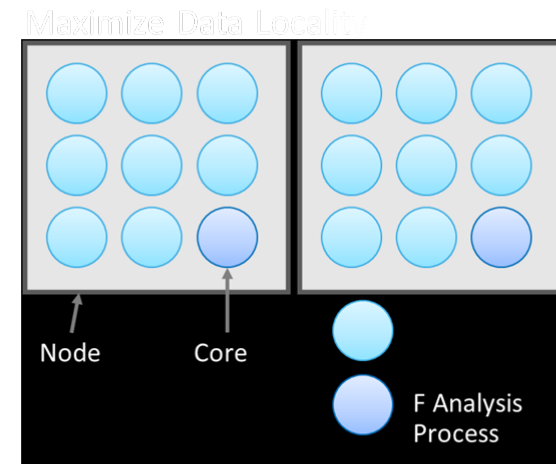 Maximize Data Locality
Node
Core
F Analysis
Process